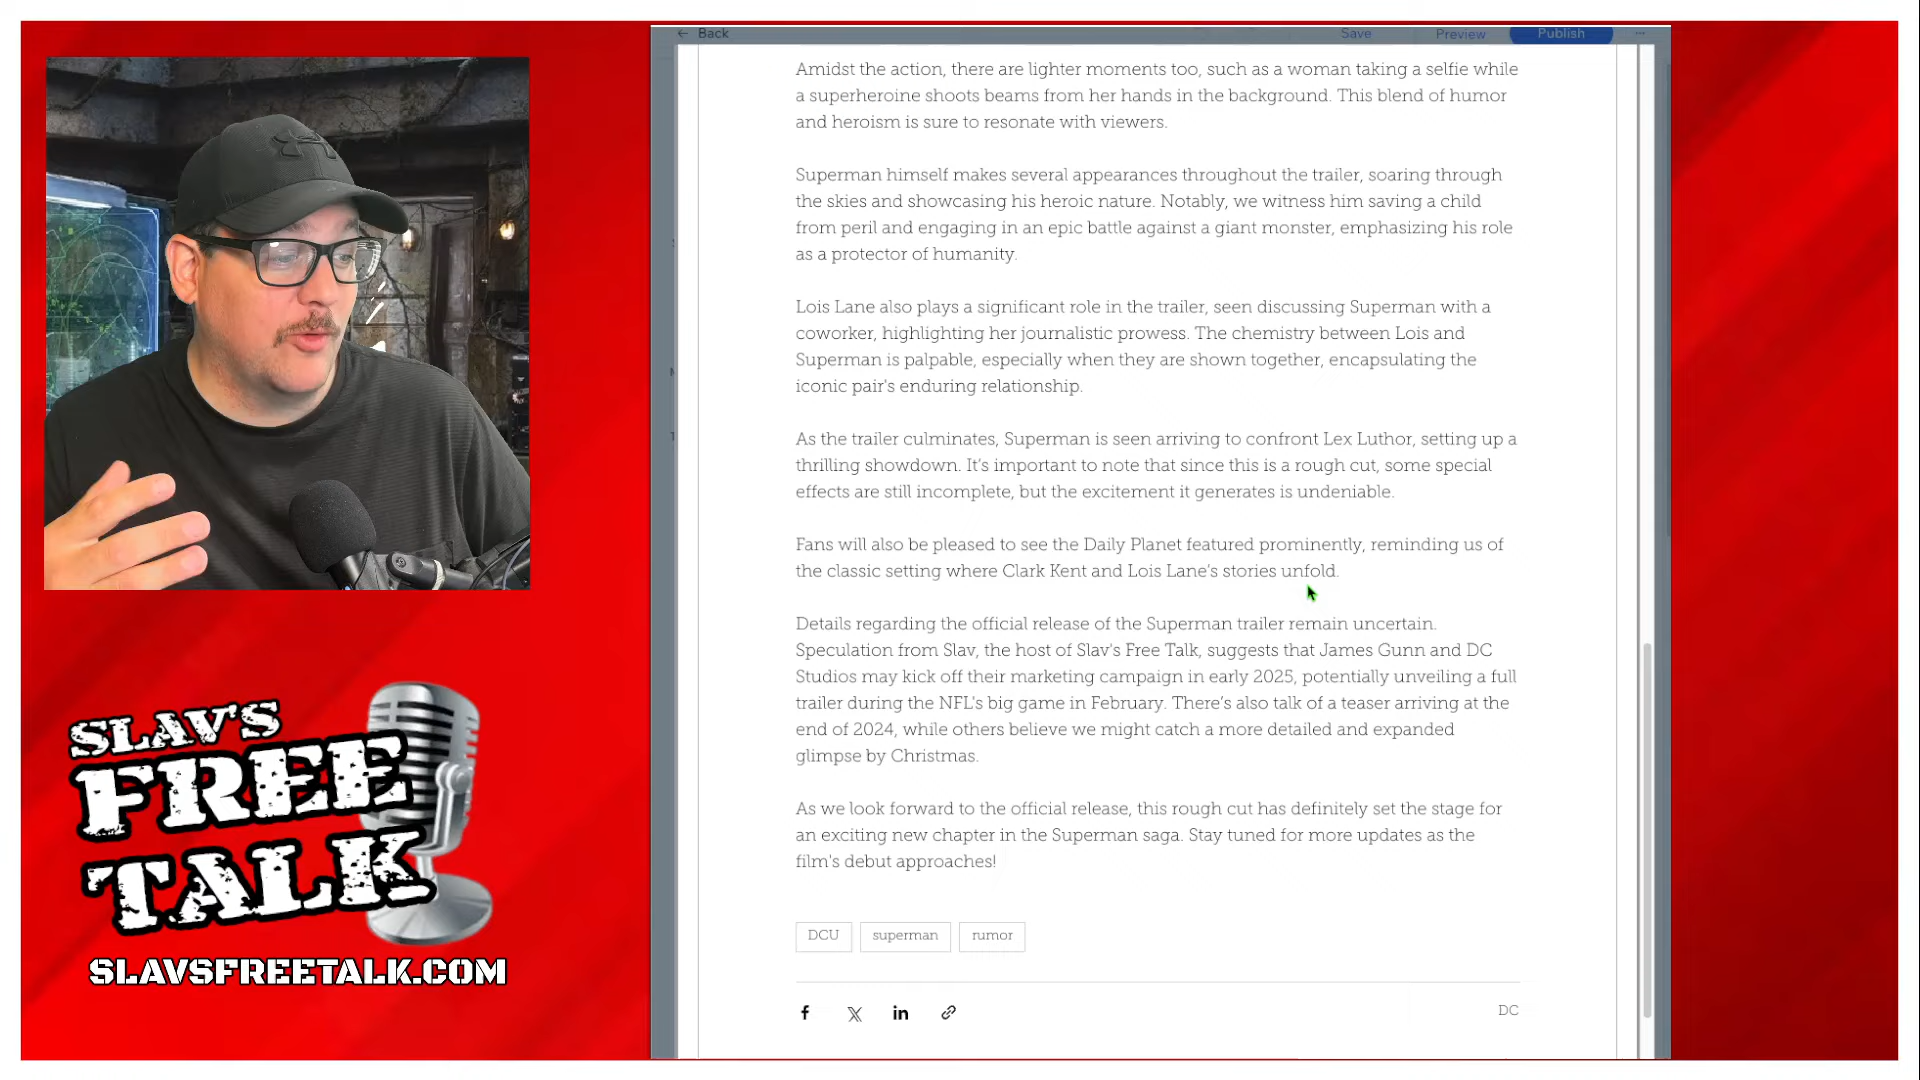 ← Back
Save
Preview
Publish
Amidst the action, there are lighter moments too, such as a woman taking a selfie while
a superheroine shoots beams from her hands in the background. This blend of humor
and heroism is sure to resonate with viewers.
Superman himself makes several appearances throughout the trailer, soaring through
the skies and showcasing his heroic nature. Notably, we witness him saving a child
from peril and engaging in an epic battle against a giant monster, emphasizing his role
as a protector of humanity.
Lois Lane also plays a significant role in the trailer, seen discussing Superman with a
coworker, highlighting her journalistic prowess. The chemistry between Lois and
Superman is palpable, especially when they are shown together, encapsulating the
iconic pair's enduring relationship.
As the trailer culminates, Superman is seen arriving to confront Lex Luthor, setting up a
thrilling showdown. It's important to note that since this is a rough cut, some special
effects are still incomplete, but the excitement it generates is undeniable.
Fans will also be pleased to see the Daily Planet featured prominently, reminding us of
the classic setting where Clark Kent and Lois Lane's stories unfold.
Details regarding the official release of the Superman trailer remain uncertain.
Speculation from Slav, the host of Slav's Free Talk, suggests that James Gunn and DC
Studios may kick off their marketing campaign in early 2025, potentially unveiling a full
trailer during the NFL's big game in February. There's also talk of a teaser arriving at the
end of 2024, while others believe we might catch a more detailed and expanded
glimpse by Christmas.
As we look forward to the official release, this rough cut has definitely set the stage for
an exciting new chapter in the Superman saga. Stay tuned for more updates as the
film's debut approaches!
DCU
superman
rumor
DC
SLAV'S
FREE
TALK
SLAVSFREETALK.COM